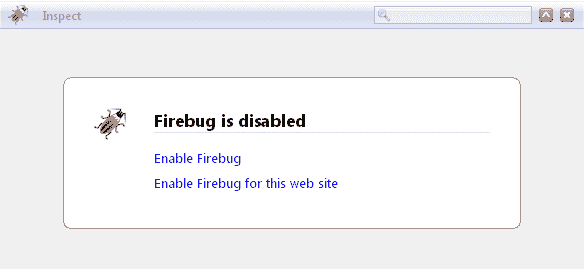 Inspect
Firebug is disabled
Enable Firebug
Enable Firebug for this web site